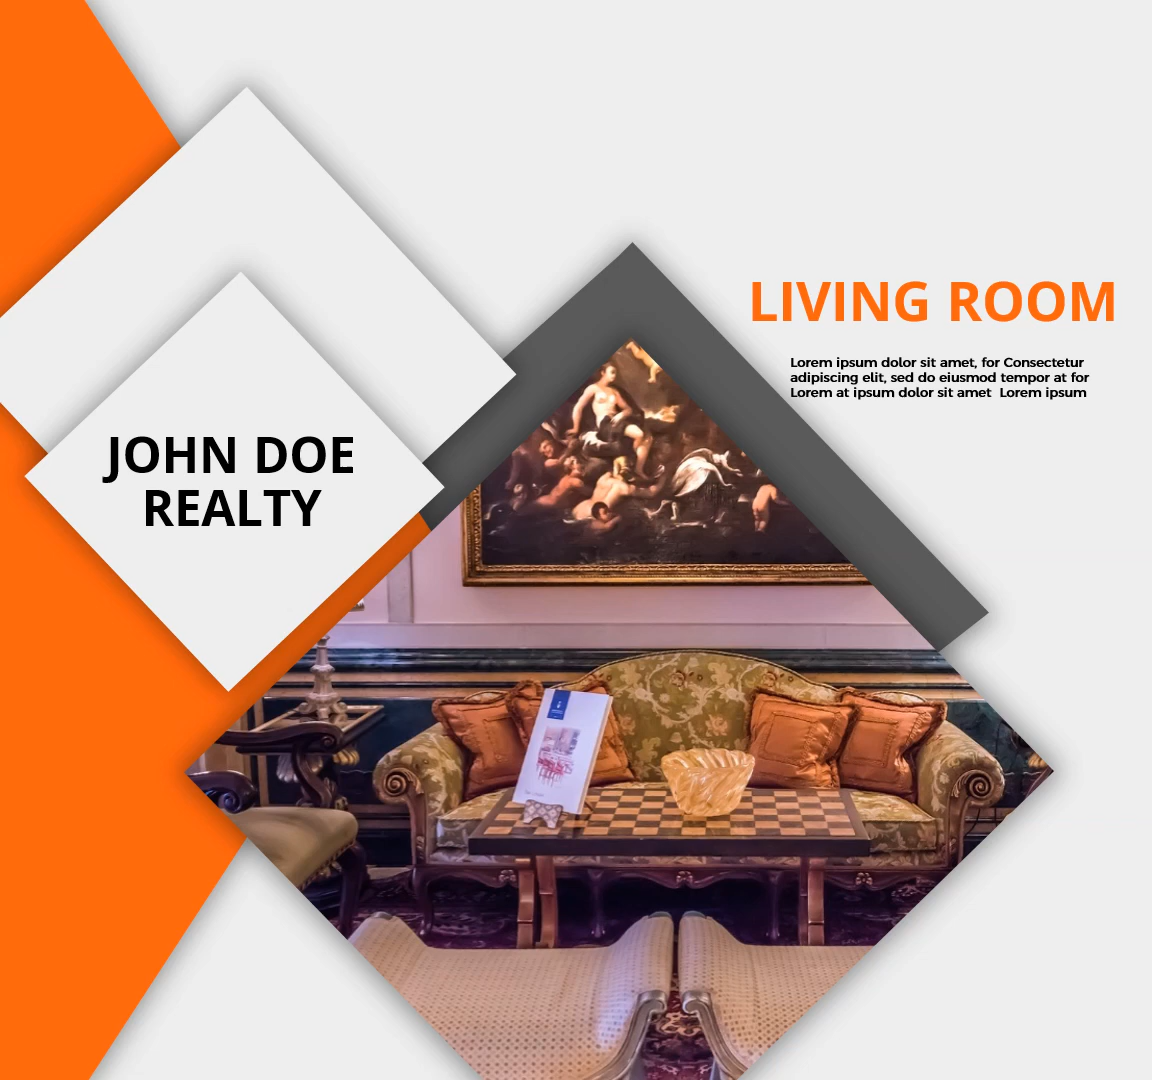 LIVING ROOM
Lorem ipsum dolor sit amet, for Consectetur
adipiscing elit, sed do eiusmod tempor at for
Lorem at ipsum dolor sit amet  Lorem ipsum
JOHN DOE
REALTY